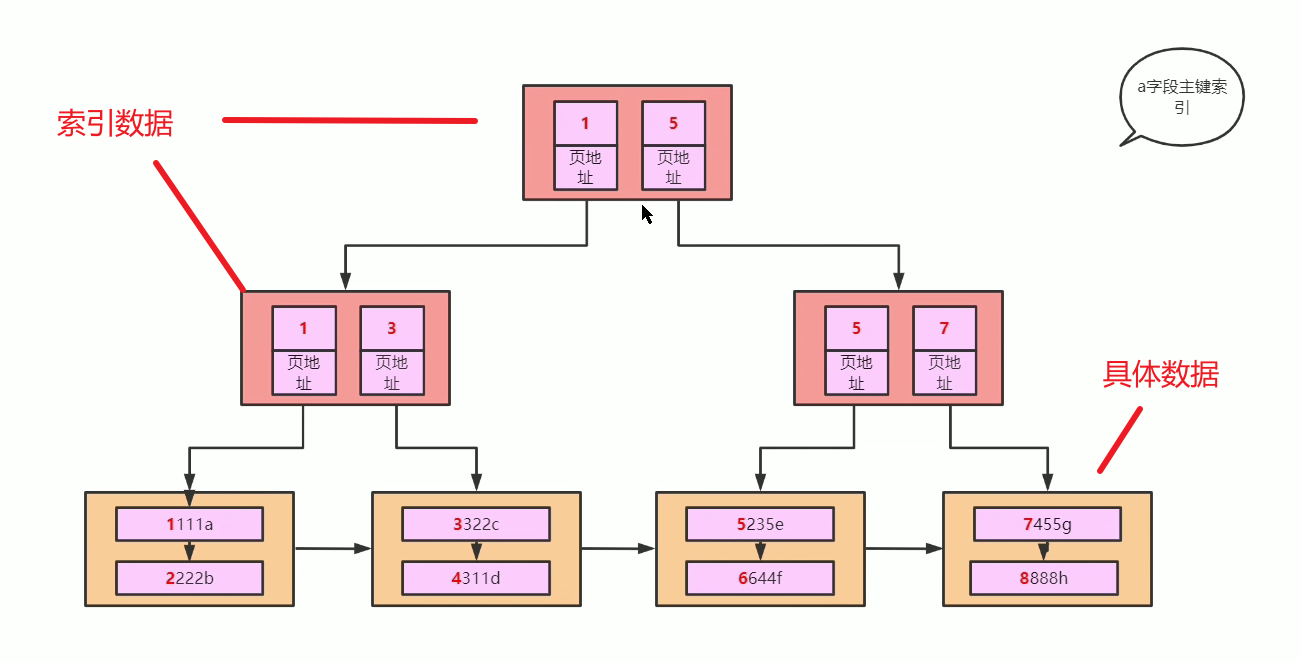 a字段主键索
引
索引数据
1
5
页地
址
页地
址
1
3
页地
址
页地
址
5
7
页地
址
页地
址
具体数据
1111a
2222b
3322c
4311d
5235e
6644f
7455g
8888h